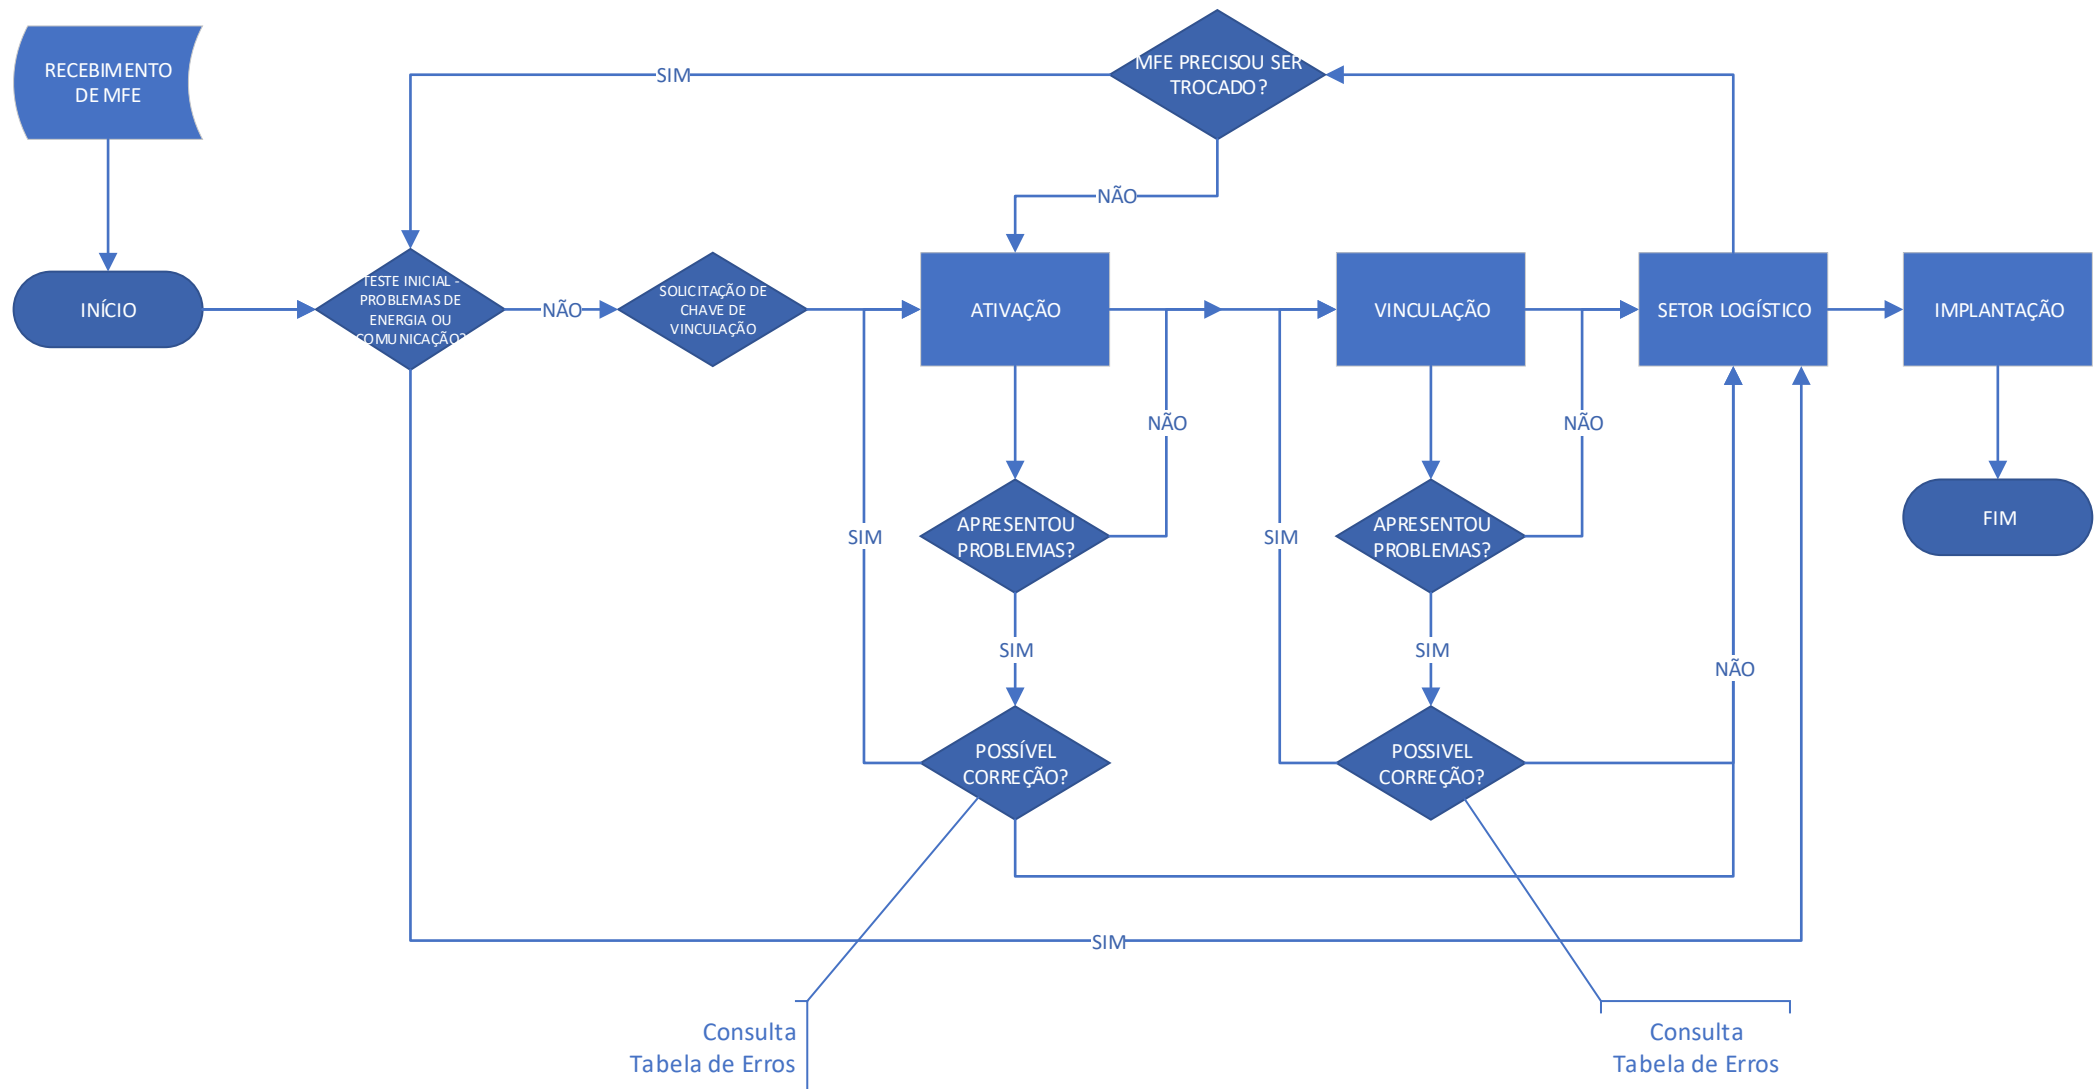 RECEBIMENTO
DE MFE
MFE PRECISOU SER
TROCADO?
SIM
NÃO
INÍCIO
TESTE INICIAL -
PROBLEMAS DE
ENERGIA OU
COMUNICAÇÃO?
NÃO
SOLICITAÇÃO DE
CHAVE DE
VINCULAÇÃO
ATIVAÇÃO
VINCULAÇÃO
SETOR LOGÍSTICO
IMPLANTAÇÃO
NÃO
NÃO
SIM
APRESENTOU
PROBLEMAS?
SIM
APRESENTOU
PROBLEMAS?
FIM
SIM
SIM
NÃO
POSSÍVEL
CORREÇÃO?
POSSIVEL
CORREÇÃO?
SIM
Consulta
Tabela de Erros
Consulta
Tabela de Erros